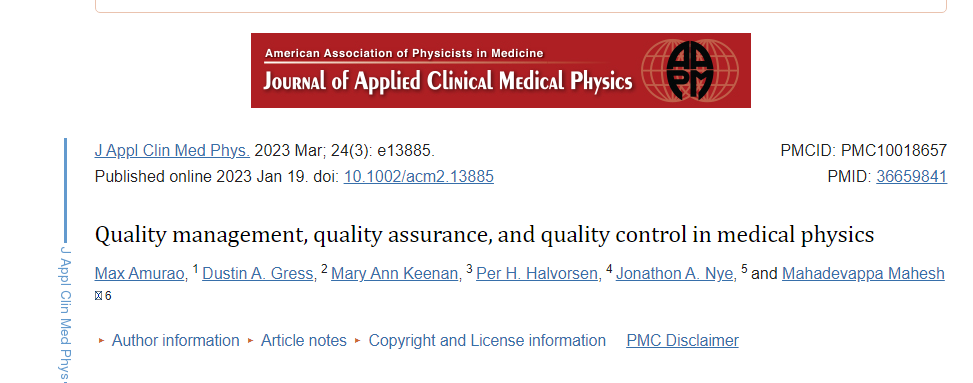 American Association of Physicists in Medicine
Journal of Applied Clinical Medical Physics
AAPM
J Appl Clin Med Phys. 2023 Mar; 24(3): e13885.
PMCID: PMC10018657
Published online 2023 Jan 19. doi: 10.1002/acm2.13885
PMID: 36659841
Quality management, quality assurance, and quality control in medical physics
Max Amurao, 1 Dustin A. Gress, 2 Mary Ann Keenan, 3 Per H. Halvorsen, 4 Jonathon A. Nye, 5 and Mahadevappa Mahesh
6
▸ Author information ▸ Article notes ▸ Copyright and License information PMC Disclaimer
J Appl Clin Med Phys